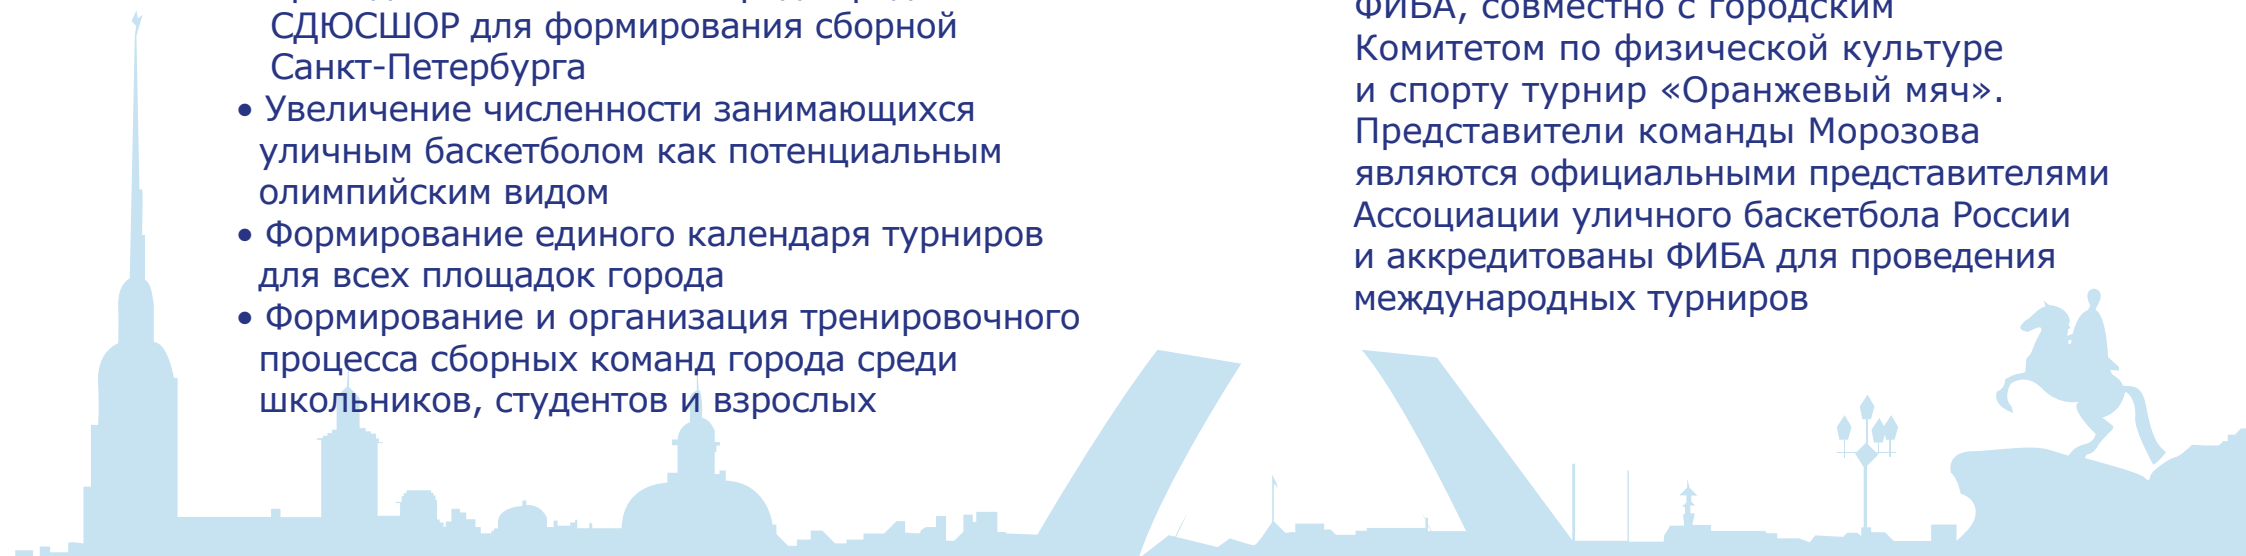 СДЮСШОР для формирования сборной
Санкт-Петербурга
• Увеличение численности занимающихся
уличным баскетболом как потенциальным
олимпийским видом
• Формирование единого календаря турниров
для всех площадок города
• Формирование и организация тренировочного
процесса сборных команд города среди
школьников, студентов и взрослых
ФИБА, совместно с городским
Комитетом по физической культуре
и спорту турнир «Оранжевый мяч».
Представители команды Морозова
являются официальными представителями
Ассоциации уличного баскетбола России
и аккредитованы ФИБА для проведения
международных турниров